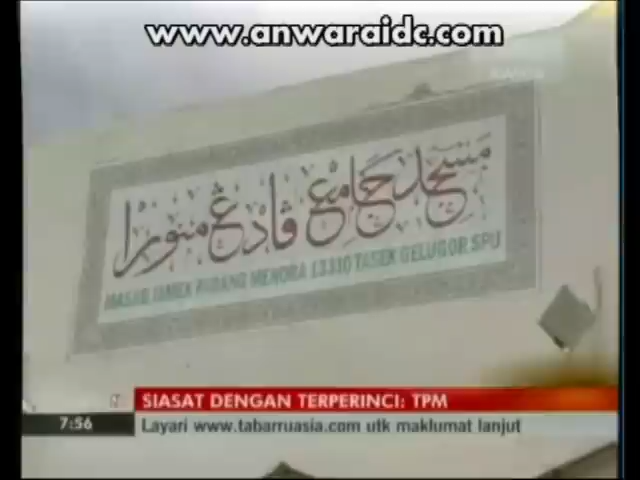 www.anwaraidc.com
مسجد جامع ڤادڠ منورا
MASJID JAMEK PADANG MENORA 13310 TASEK GELUGOR SPU
SIASAT DENGAN TERPERINCI: TPM
7:56
Layari www.tabarruasia.com utk maklumat lanjut